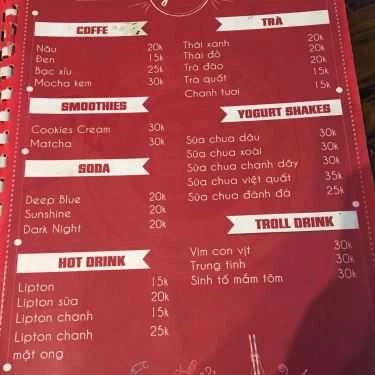 COFFE
Nâu 20k
Đen 15k
Bạc xỉu 25k
Mocha kem 30k
SMOOTHIES
Cookies Cream 30k
Matcha 30k
SODA
Deep Blue 20k
Sunshine 20k
Dark Night 20k
HOT DRINK
Lipton 15k
Lipton sữa 20k
Lipton chanh 15k
Lipton chanh 25k
mật ong
TRÀ
Thái xanh 20k
Thái đỏ 20k
Trà đào 20k
Trà quất 15k
Chanh tươi 15k
YOGURT SHAKES
Sữa chua dâu 30k
Sữa chua xoài 30k
Sữa chua chanh dây 30k
Sữa chua việt quất 35k
Sữa chua đánh đá 25k
TROLL DRINK
Vim con vịt 30k
Trung tính 30k
Sinh tố mắm tôm 30k